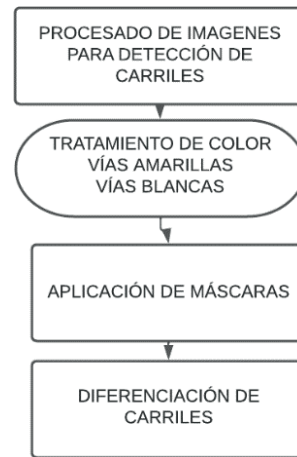 PROCESADO DE IMAGENES
PARA DETECCIÓN DE
CARRILES
TRATAMIENTO DE COLOR
VÍAS AMARILLAS
VÍAS BLANCAS
APLICACIÓN DE MÁSCARAS
DIFERENCIACIÓN DE
CARRILES